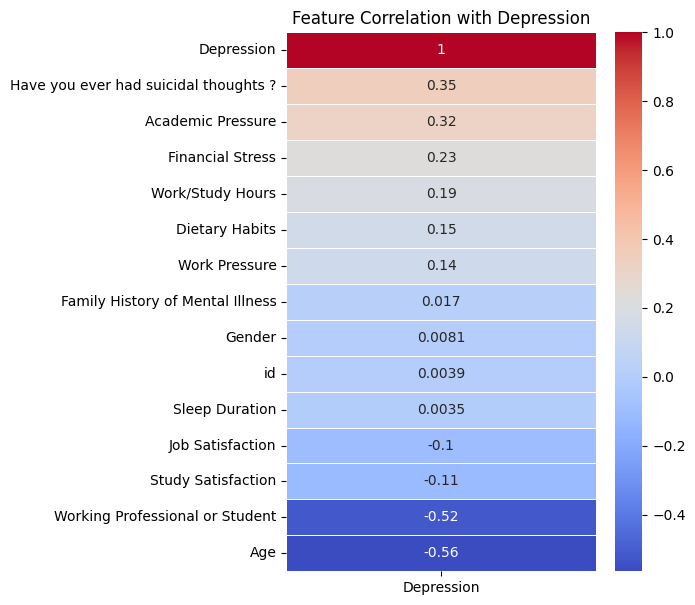 Feature Correlation with Depression
Depression
1
Have you ever had suicidal thoughts ?
0.35
Academic Pressure
0.32
Financial Stress
0.23
Work/Study Hours
0.19
Dietary Habits
0.15
Work Pressure
0.14
Family History of Mental Illness
0.017
Gender
0.0081
id
0.0039
Sleep Duration
0.0035
Job Satisfaction
-0.1
Study Satisfaction
-0.11
Working Professional or Student
-0.52
Age
-0.56
Depression
1.0
0.8
0.6
0.4
0.2
0.0
−0.2
−0.4